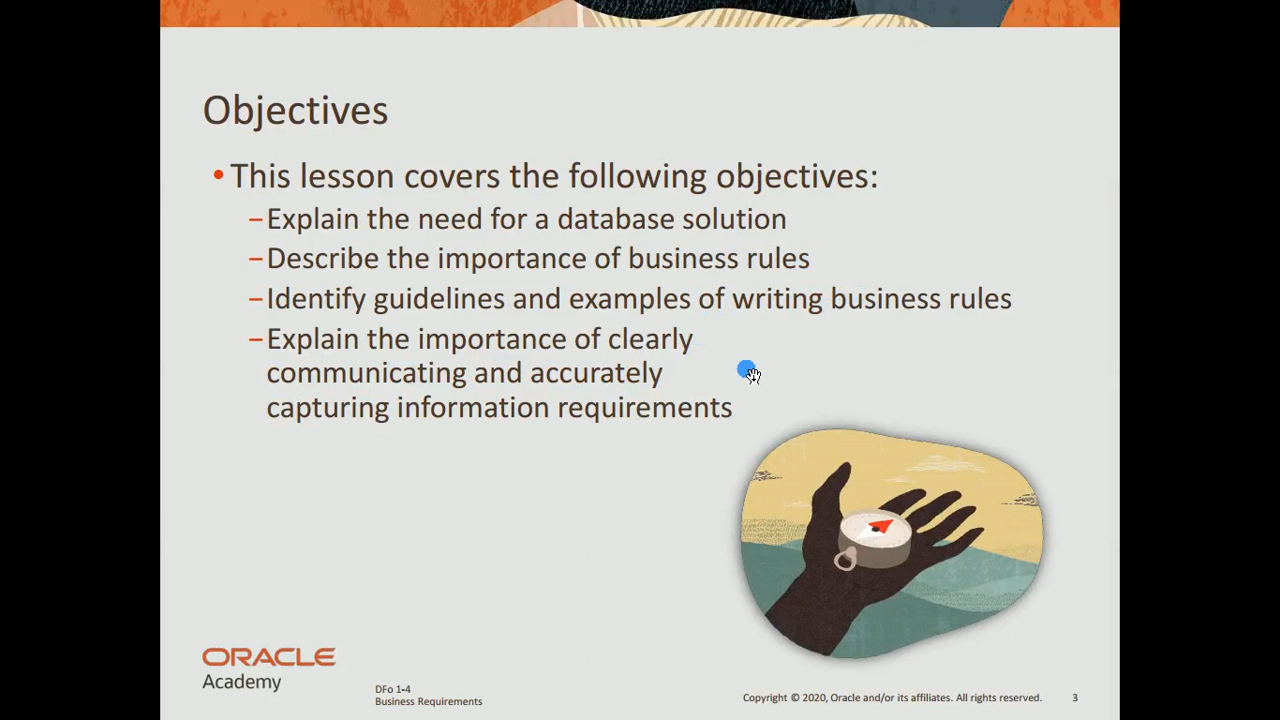 Objectives
• This lesson covers the following objectives:
–Explain the need for a database solution
–Describe the importance of business rules
–Identify guidelines and examples of writing business rules
–Explain the importance of clearly
communicating and accurately
capturing information requirements
ORACLE
Academy
DFo 1-4
Business Requirements
Copyright © 2020, Oracle and/or its affiliates. All rights reserved.
3